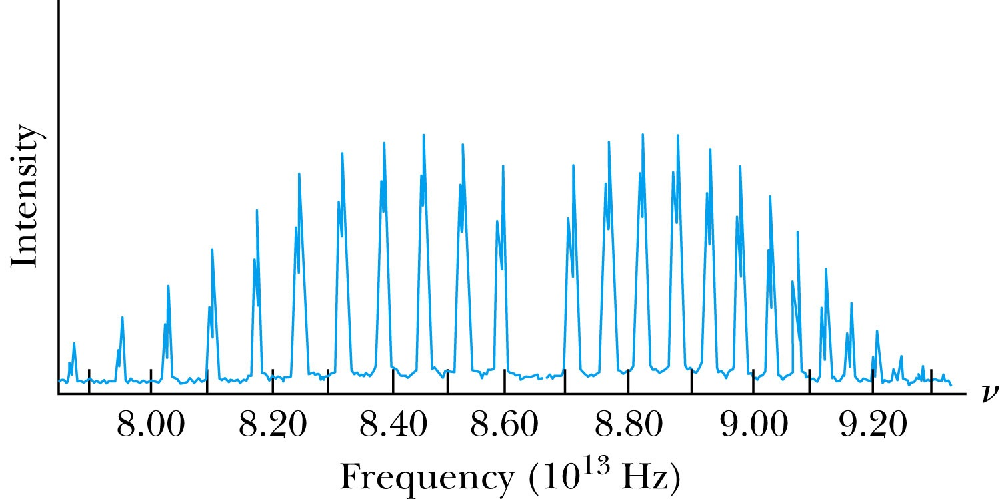 Intensity
ν
8.00 8.20 8.40 8.60 8.80 9.00 9.20
Frequency (10¹³ Hz)